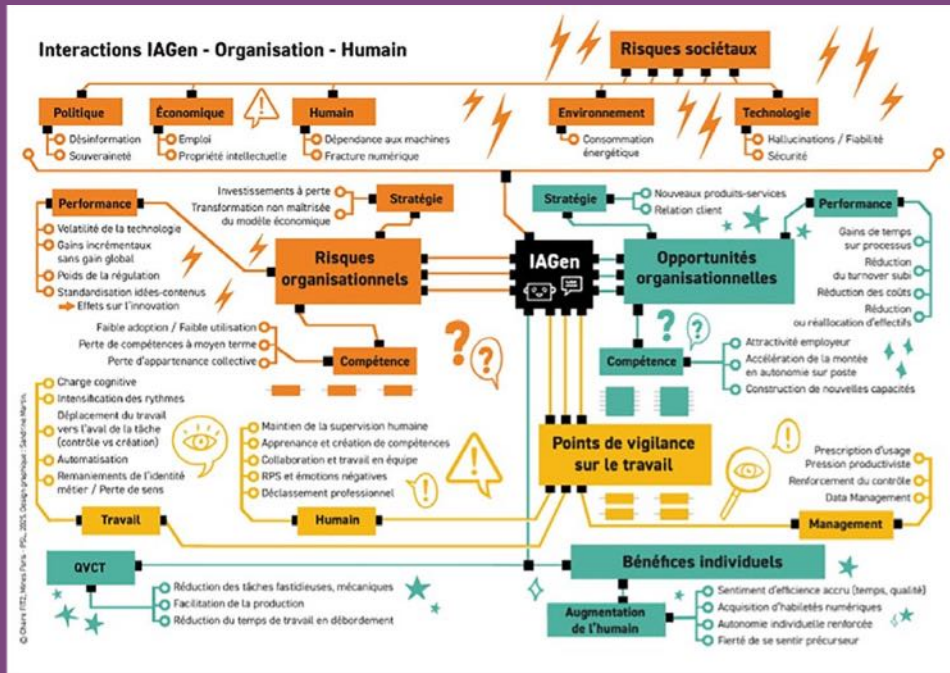 Interactions IAGen - Organisation - Humain
Risques sociétaux
Politique
Désinformation
Souveraineté
Économique
Emploi
Propriété intellectuelle
Humain
Dépendance aux machines
Fracture numérique
Environnement
Consommation
énergétique
Technologie
Hallucinations / Fiabilité
Sécurité
Performance
Volatilité de la technologie
Gains incrémentaux
sans gain global
Poids de la régulation
Standardisation idées-contenus
Effets sur l'innovation
Investissements à perte
Transformation non maîtrisée
du modèle économique
Stratégie
Risques
organisationnels
Faible adoption / Faible utilisation
Perte de compétences à moyen terme
Perte d'appartenance collective
Compétence
IAGen
Stratégie
Nouveaux produits-services
Relation client
Performance
Gains de temps
sur processus
Réduction
du turnover subi
Réduction des coûts
Réduction
ou réallocation d'effectifs
Opportunités
organisationnelles
Compétence
Attractivité employeur
Accélération de la montée
en autonomie sur poste
Construction de nouvelles capacités
Charge cognitive
Intensification des rythmes
Déplacement du travail
vers l'aval de la tâche
(contrôle vs création)
Automatisation
Remaniements de l'identité
métier / Perte de sens
Travail
Maintien de la supervision humaine
Apprenance et création de compétences
Collaboration et travail en équipe
RPS et émotions négatives
Déclassement professionnel
Humain
Points de vigilance
sur le travail
Prescription d'usage
Pression productiviste
Renforcement du contrôle
Data Management
Management
QVCT
Réduction des tâches fastidieuses, mécaniques
Facilitation de la production
Réduction du temps de travail en débordement
Bénéfices individuels
Augmentation
de l'humain
Sentiment d'efficience accru (temps, qualité)
Acquisition d'habiletés numériques
Autonomie individuelle renforcée
Fierté de se sentir précurseur
© Chaire FIT2, Mines Paris - PSL, 2025. Design graphique : Sandrine Martin.